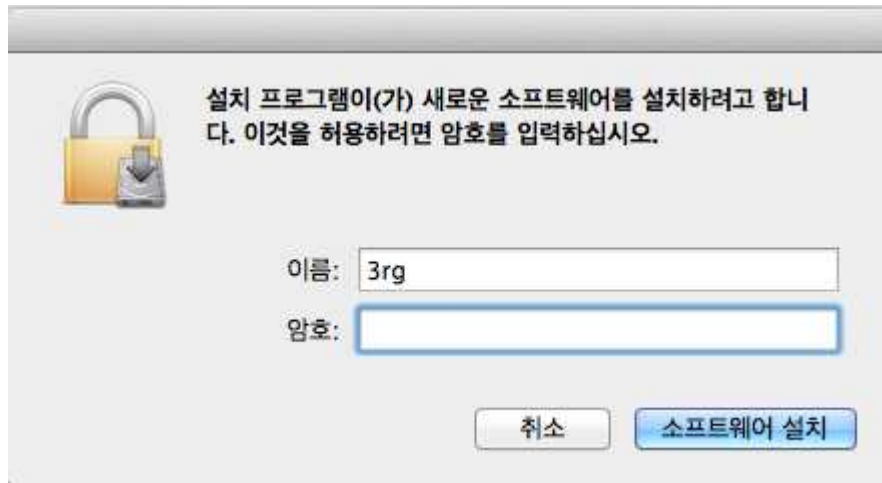 설치 프로그램이(가) 새로운 소프트웨어를 설치하려고 합니
다. 이것을 허용하려면 암호를 입력하십시오.
이름: 3rg
암호:
취소 소프트웨어 설치